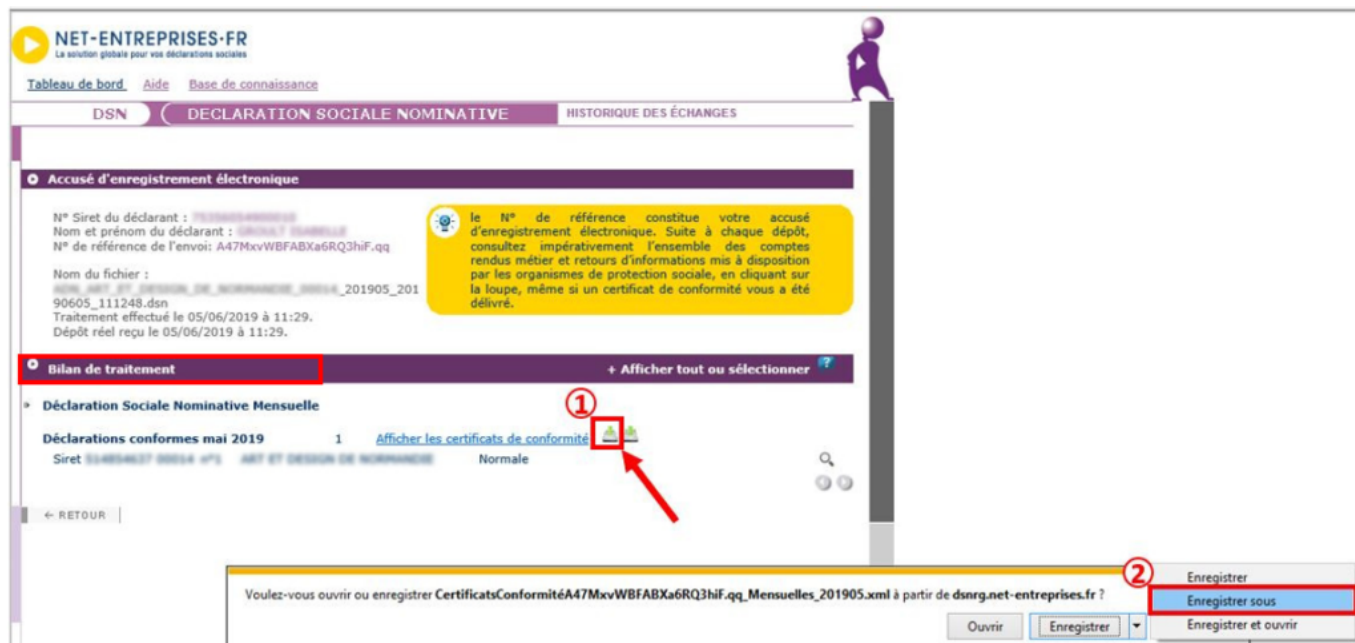 NET-ENTREPRISES·FR
La solution globale pour vos déclarations sociales
Tableau de bord Aide Base de connaissance
DSN DECLARATION SOCIALE NOMINATIVE HISTORIQUE DES ÉCHANGES
Accusé d'enregistrement électronique
N° Siret du déclarant :
Nom et prénom du déclarant :
N° de référence de l'envoi: A47MxvWBFABXa6RQ3hiF.qq
Nom du fichier :
_201905_201
90605_111248.dsn
Traitement effectué le 05/06/2019 à 11:29.
Dépôt réel reçu le 05/06/2019 à 11:29.
le N° de référence constitue votre accusé
d'enregistrement électronique. Suite à chaque dépôt,
consultez impérativement l'ensemble des comptes
rendus métier et retours d'informations mis à disposition
par les organismes de protection sociale, en cliquant sur
la loupe, même si un certificat de conformité vous a été
délivré.
Bilan de traitement + Afficher tout ou sélectionner ?
Déclaration Sociale Nominative Mensuelle
1
Déclarations conformes mai 2019 1 Afficher les certificats de conformité
Siret Normale
← RETOUR
2
Voulez-vous ouvrir ou enregistrer CertificatsConformitéA47MxvWBFABXa6RQ3hiF.qq_Mensuelles_201905.xml à partir de dsnrg.net-entreprises.fr ?
Ouvrir Enregistrer
Enregistrer
Enregistrer sous
Enregistrer et ouvrir